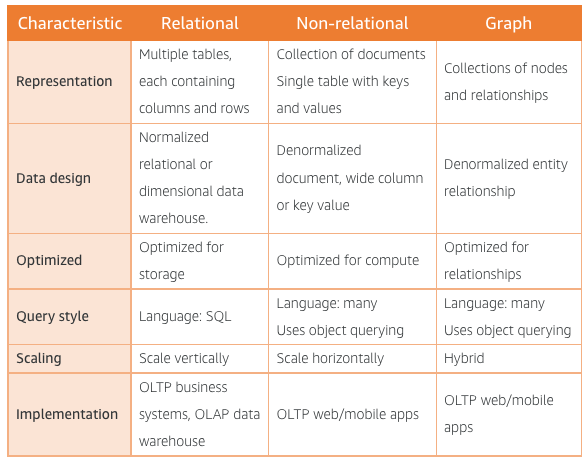 Characteristic Relational Non-relational Graph
Representation
Multiple tables,
each containing
columns and rows
Collection of documents
Single table with keys
and values
Collections of nodes
and relationships
Data design
Normalized
relational or
dimensional data
warehouse.
Denormalized
document, wide column
or key value
Denormalized entity
relationship
Optimized
Optimized for
storage
Optimized for compute
Optimized for
relationships
Query style
Language: SQL
Language: many
Uses object querying
Language: many
Uses object querying
Scaling
Scale vertically
Scale horizontally
Hybrid
Implementation
OLTP business
systems, OLAP data
warehouse
OLTP web/mobile apps
OLTP web/mobile
apps